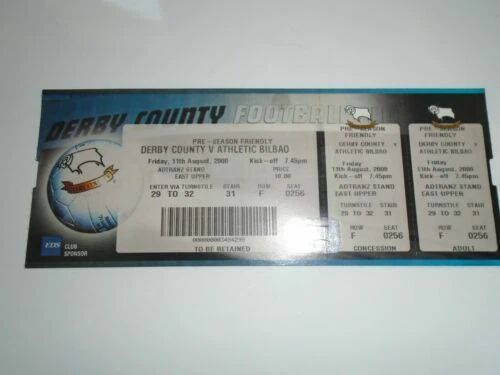 DERBY COUNTY FOOTBALL
PRE-SEASON FRIENDLY
DERBY COUNTY V ATHLETIC BILBAO
Friday, 11th August, 2000 Kick-off 7.45pm
ADTRANZ STAND PRICE
EAST UPPER 10.00
ENTER VIA TURNSTILE STAIR ROW SEAT
29 TO 32 31 F 0256
TO BE RETAINED
EDS CLUB
SPONSOR
PRE-SEASON
FRIENDLY
DERBY COUNTY v
ATHLETIC BILBAO
Friday
11th August, 2000
Kick-off 7.45pm
ADTRANZ STAND
EAST UPPER
TURNSTILE STAIR
29 TO 32 31
ROW SEAT
F 0256
CONCESSION
PRE-SEASON
FRIENDLY
DERBY COUNTY v
ATHLETIC BILBAO
Friday
11th August, 2000
Kick-off 7.45pm
ADTRANZ STAND
EAST UPPER
TURNSTILE STAIR
29 TO 32 31
ROW SEAT
F 0256
ADULT